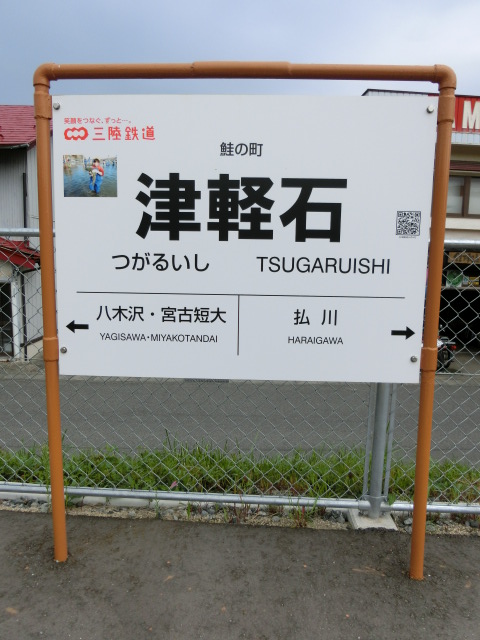 笑顔をつなぐ、ずっと…。
三陸鉄道
鮭の町
津軽石
つがるいし TSUGARUISHI
八木沢・宮古短大 払川
YAGISAWA・MIYAKOTANDAI HARAIGAWA
M